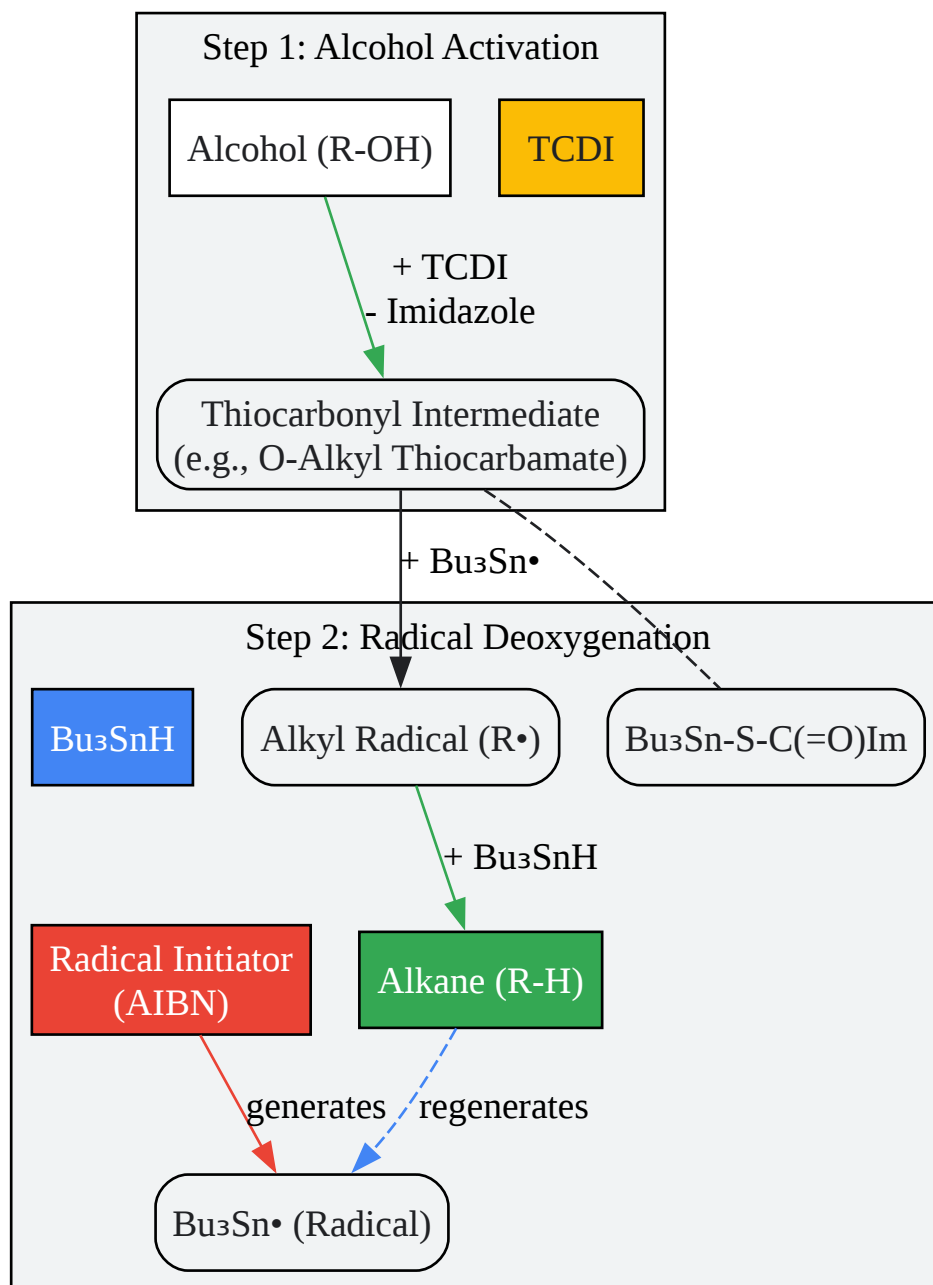 Step 1: Alcohol Activation
Alcohol (R-OH)
TCDI
+ TCDI
- Imidazole
Thiocarbonyl Intermediate
(e.g., O-Alkyl Thiocarbamate)
+ Bu₃Sn•
Step 2: Radical Deoxygenation
Bu₃SnH
Alkyl Radical (R•)
Bu₃Sn-S-C(=O)Im
+ Bu₃SnH
Radical Initiator
(AIBN)
Alkane (R-H)
generates
regenerates
Bu₃Sn• (Radical)